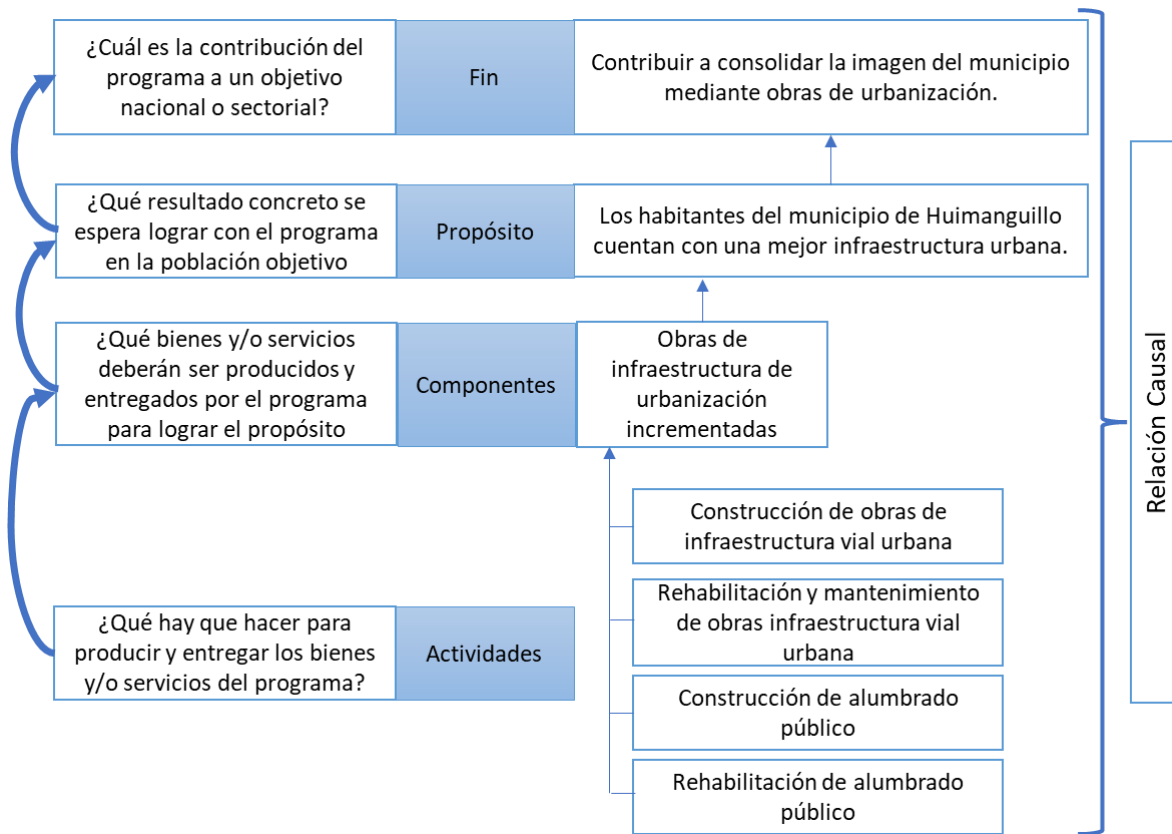 ¿Cuál es la contribución del
programa a un objetivo
nacional o sectorial?
Fin
Contribuir a consolidar la imagen del municipio
mediante obras de urbanización.
¿Qué resultado concreto se
espera lograr con el programa
en la población objetivo
Propósito
Los habitantes del municipio de Huimanguillo
cuentan con una mejor infraestructura urbana.
¿Qué bienes y/o servicios
deberán ser producidos y
entregados por el programa
para lograr el propósito
Componentes
Obras de
infraestructura de
urbanización
incrementadas
¿Qué hay que hacer para
producir y entregar los bienes
y/o servicios del programa?
Actividades
Construcción de obras de
infraestructura vial urbana
Rehabilitación y mantenimiento
de obras infraestructura vial
urbana
Construcción de alumbrado
público
Rehabilitación de alumbrado
público
Relación Causal